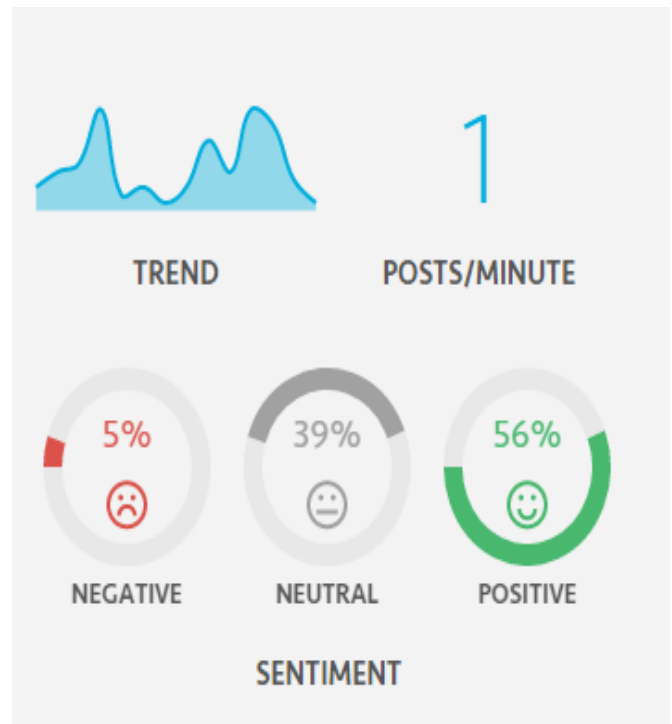 1
TREND POSTS/MINUTE
5% 39% 56%
NEGATIVE NEUTRAL POSITIVE
SENTIMENT